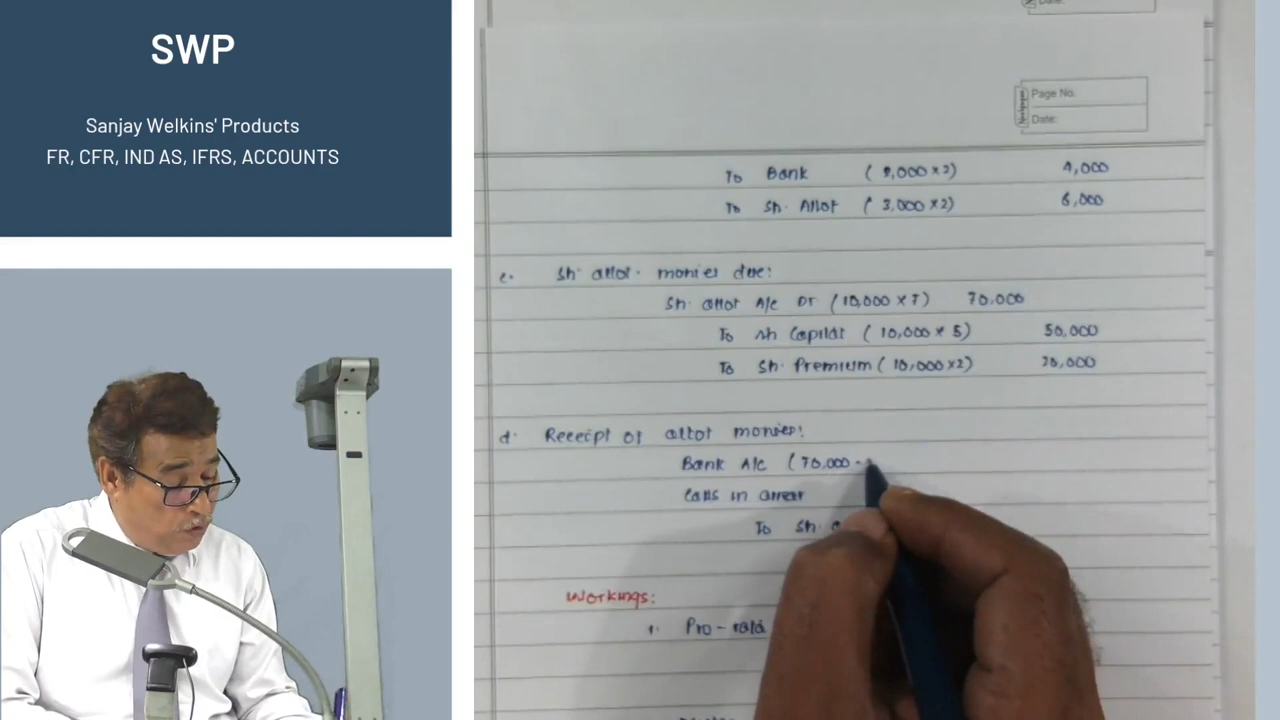 SWP
Sanjay Welkins' Products
FR, CFR, IND AS, IFRS, ACCOUNTS
Date:
Page No.
Date:
To Bank ( 2,000 × 2) 4,000
To Sh. Allot ( 3,000 × 2) 6,000
c. Sh. allot. monies due:
Sh. allot A/c Dr (10,000 × 7) 70,000
To sh Capital ( 10,000 × 5) 50,000
To Sh. Premium ( 10,000 × 2) 20,000
d. Receipt of allot monies:
Bank A/c ( 70,000 -
Calls in arrear
To Sh.
Workings:
1. Pro-rata